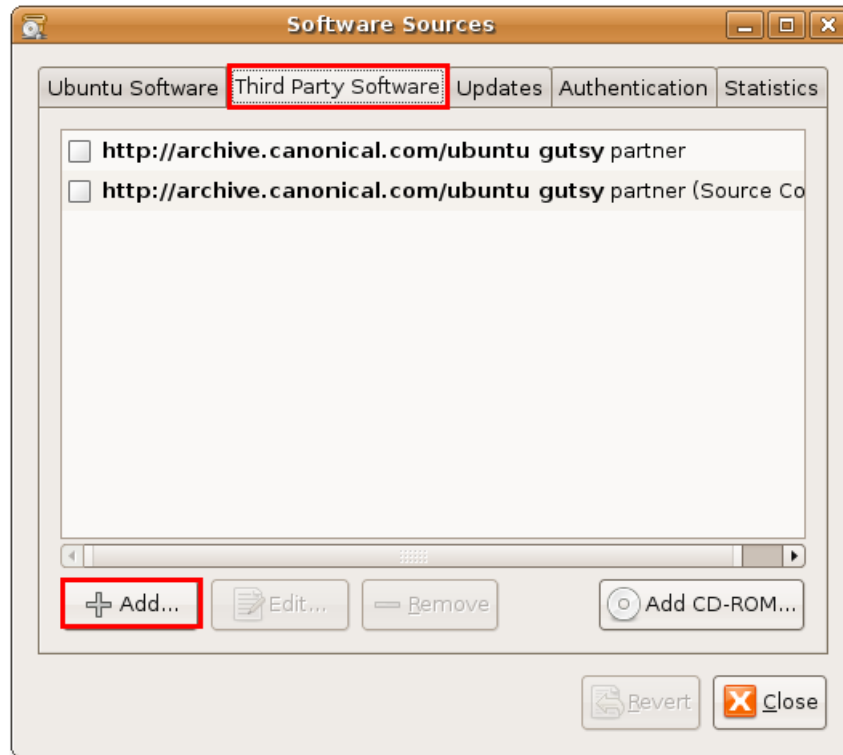 Software Sources
Ubuntu Software Third Party Software Updates Authentication Statistics
http://archive.canonical.com/ubuntu gutsy partner
http://archive.canonical.com/ubuntu gutsy partner (Source Co
Add... Edit... Remove Add CD-ROM...
Revert Close